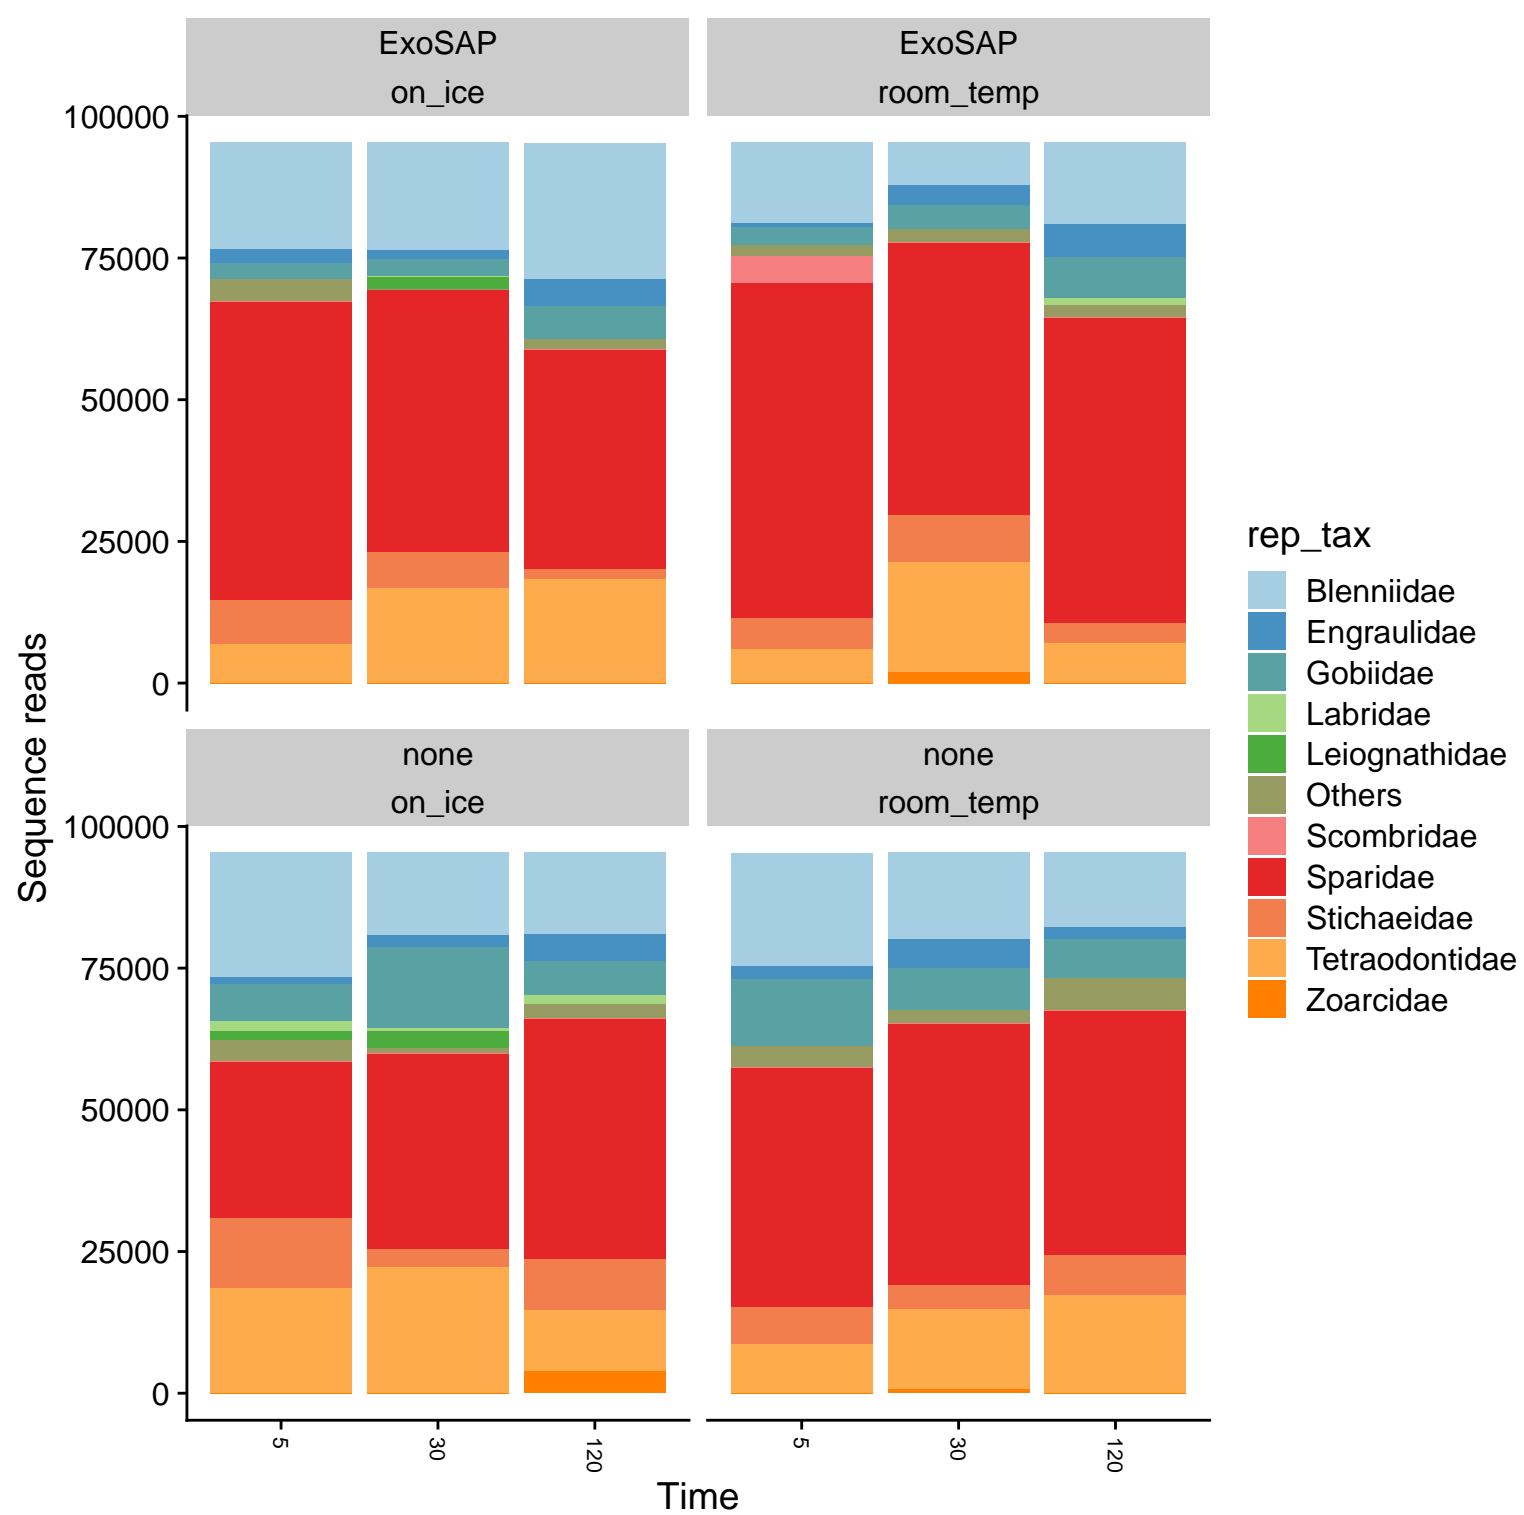 ExoSAP
on_ice
ExoSAP
room_temp
100000
75000
50000
25000
0
none
on_ice
none
room_temp
100000
75000
50000
25000
0
5
30
120
5
30
120
Time
Sequence reads
rep_tax
Blenniidae
Engraulidae
Gobiidae
Labridae
Leiognathidae
Others
Scombridae
Sparidae
Stichaeidae
Tetraodontidae
Zoarcidae